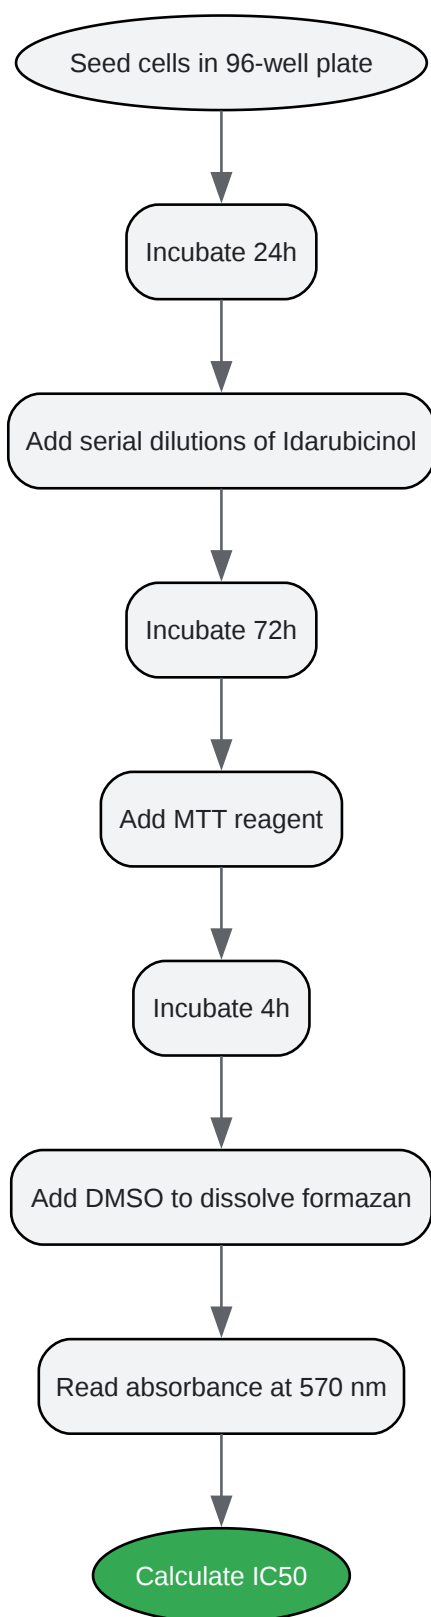 Seed cells in 96-well plate
Incubate 24h
Add serial dilutions of Idarubicinol
Incubate 72h
Add MTT reagent
Incubate 4h
Add DMSO to dissolve formazan
Read absorbance at 570 nm
Calculate IC50